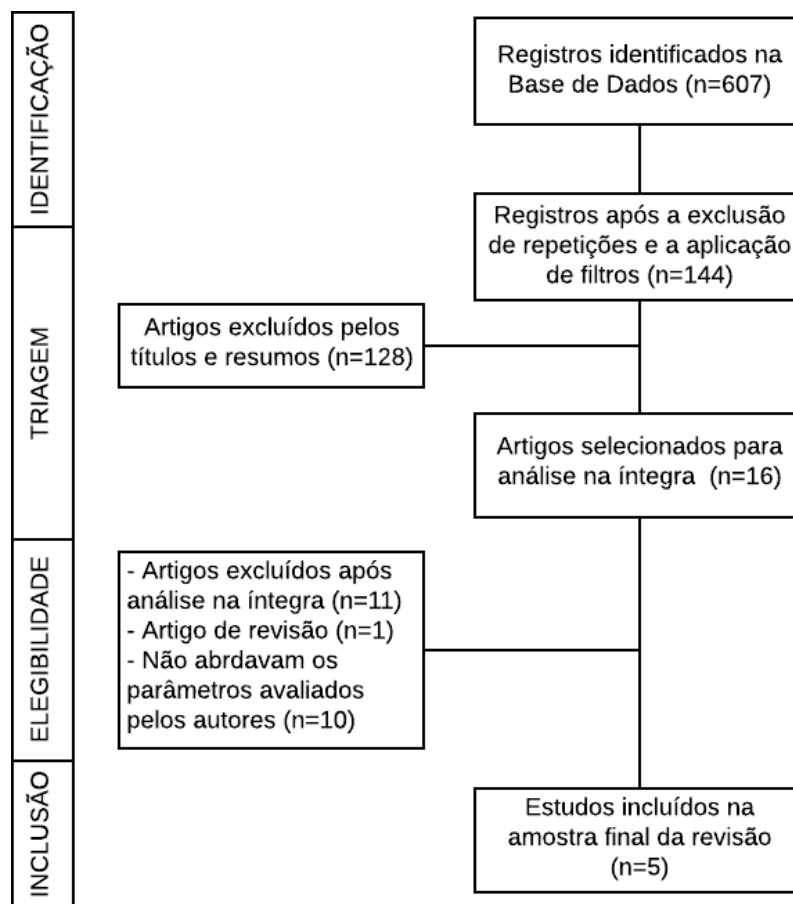 IDENTIFICAÇÃO
Registros identificados na
Base de Dados (n=607)
Registros após a exclusão
de repetições e a aplicação
de filtros (n=144)
TRIAGEM
Artigos excluídos pelos
títulos e resumos (n=128)
Artigos selecionados para
análise na íntegra (n=16)
ELEGIBILIDADE
- Artigos excluídos após
análise na íntegra (n=11)
- Artigo de revisão (n=1)
- Não abrdavam os
parâmetros avaliados
pelos autores (n=10)
INCLUSÃO
Estudos incluídos na
amostra final da revisão
(n=5)